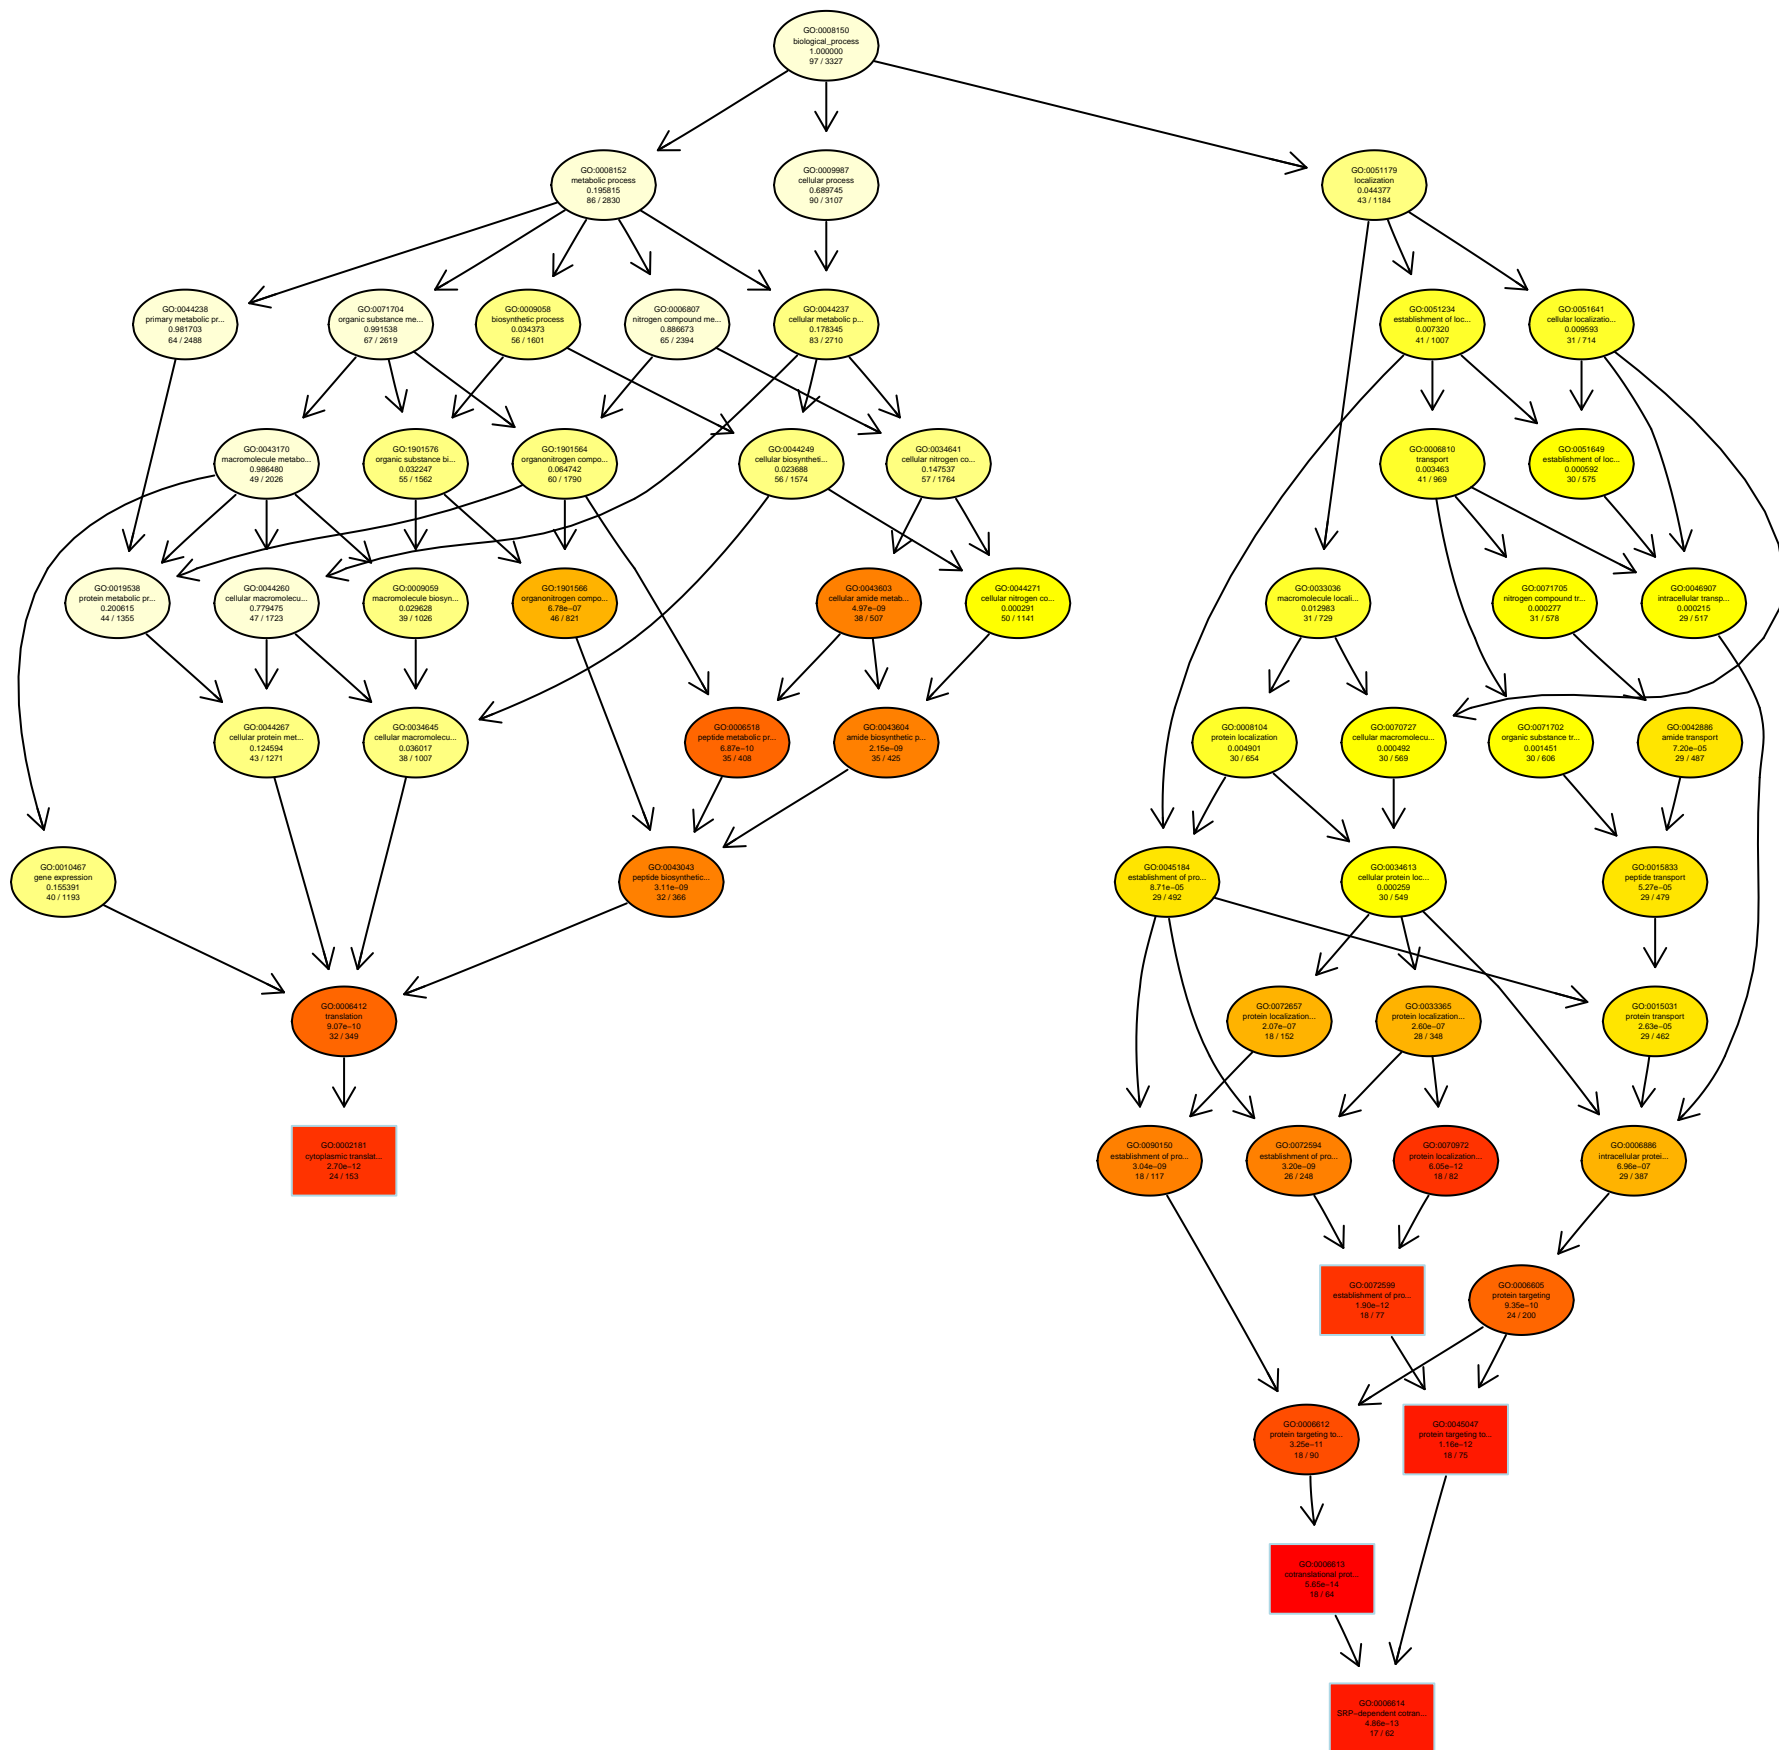 GO:0008150
biological_process
1.000000
97 / 3327
GO:0008152
metabolic process
0.195815
86 / 2830
GO:0009987
cellular process
0.689745
90 / 3107
GO:0051179
localization
0.044377
43 / 1184
GO:0044238
primary metabolic pr...
0.981703
64 / 2488
GO:0071704
organic substance me...
0.991538
67 / 2619
GO:0009058
biosynthetic process
0.034373
56 / 1601
GO:0006807
nitrogen compound me...
0.886673
65 / 2394
GO:0044237
cellular metabolic p...
0.178345
83 / 2710
GO:0051234
establishment of loc...
0.007320
41 / 1007
GO:0051641
cellular localizatio...
0.009593
31 / 714
GO:0043170
macromolecule metabo...
0.986480
49 / 2026
GO:1901576
organic substance bi...
0.032247
55 / 1562
GO:1901564
organonitrogen compo...
0.064742
60 / 1790
GO:0044249
cellular biosyntheti...
0.023688
56 / 1574
GO:0034641
cellular nitrogen co...
0.147537
57 / 1764
GO:0006810
transport
0.003463
41 / 969
GO:0051649
establishment of loc...
0.000592
30 / 575
GO:0019538
protein metabolic pr...
0.200615
44 / 1355
GO:0044260
cellular macromolecu...
0.779475
47 / 1723
GO:0009059
macromolecule biosyn...
0.029628
39 / 1026
GO:1901566
organonitrogen compo...
6.78e−07
46 / 821
GO:0043603
cellular amide metab...
4.97e−09
38 / 507
GO:0044271
cellular nitrogen co...
0.000291
50 / 1141
GO:0033036
macromolecule locali...
0.012983
31 / 729
GO:0071705
nitrogen compound tr...
0.000277
31 / 578
GO:0046907
intracellular transp...
0.000215
29 / 517
GO:0044267
cellular protein met...
0.124594
43 / 1271
GO:0034645
cellular macromolecu...
0.036017
38 / 1007
GO:0006518
peptide metabolic pr...
6.87e−10
35 / 408
GO:0043604
amide biosynthetic p...
2.15e−09
35 / 425
GO:0008104
protein localization
0.004901
30 / 654
GO:0070727
cellular macromolecu...
0.000492
30 / 569
GO:0071702
organic substance tr...
0.001451
30 / 606
GO:0042886
amide transport
7.20e−05
29 / 487
GO:0010467
gene expression
0.155391
40 / 1193
GO:0043043
peptide biosynthetic...
3.11e−09
32 / 366
GO:0045184
establishment of pro...
8.71e−05
29 / 492
GO:0034613
cellular protein loc...
0.000259
30 / 549
GO:0015833
peptide transport
5.27e−05
29 / 479
GO:0006412
translation
9.07e−10
32 / 349
GO:0072657
protein localization...
2.07e−07
18 / 152
GO:0033365
protein localization...
2.60e−07
28 / 348
GO:0015031
protein transport
2.63e−05
29 / 462
GO:0002181
cytoplasmic translat...
2.70e−12
24 / 153
GO:0090150
establishment of pro...
3.04e−09
18 / 117
GO:0072594
establishment of pro...
3.20e−09
26 / 248
GO:0070972
protein localization...
6.05e−12
18 / 82
GO:0006886
intracellular protei...
6.96e−07
29 / 387
GO:0072599
establishment of pro...
1.90e−12
18 / 77
GO:0006605
protein targeting
9.35e−10
24 / 200
GO:0006612
protein targeting to...
3.25e−11
18 / 90
GO:0045047
protein targeting to...
1.16e−12
18 / 75
GO:0006613
cotranslational prot...
5.65e−14
18 / 64
GO:0006614
SRP−dependent cotran...
4.86e−13
17 / 62